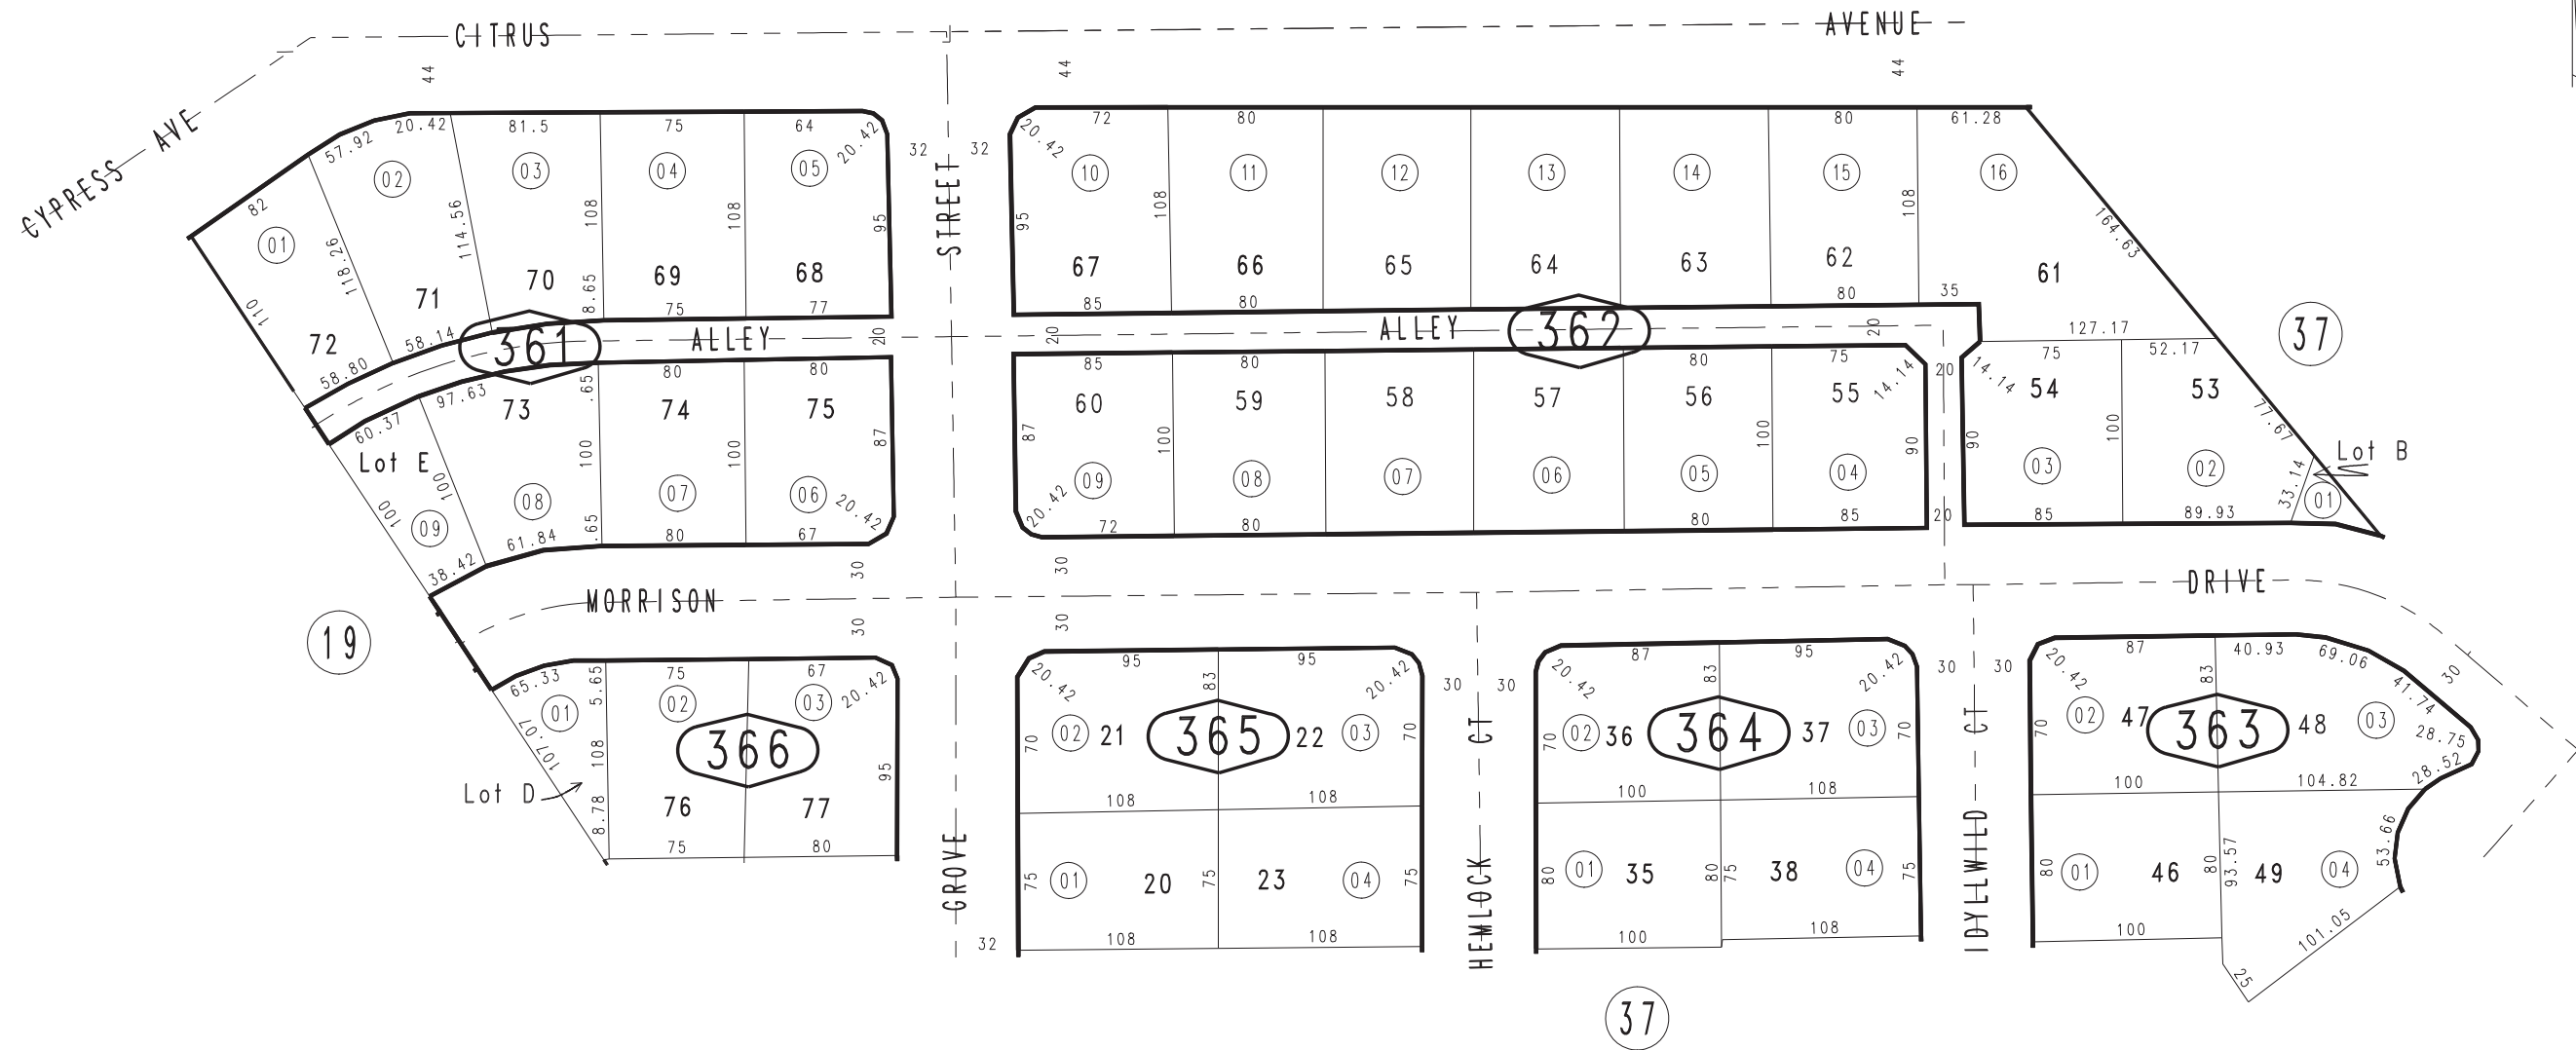 CITRUS AVENUE
CYPRESS AVE
44 44 44
57.92 20.42 81.5 75 64 20.42
72 80 80 61.28
20.42
32 STREET 32
82 01 02 03 04 05
10 11 12 13 14 15 16
110 118.26 114.56 108 108 95
95 108 108 164.63
72 71 70 69 68
67 66 65 64 63 62 61
58.80 58.14 8.65 75 77
85 80 80 35
361 ALLEY 20
20 ALLEY 362 20
127.17
37
60.37 97.63 .65 80 80
85 80 80 75 14.14
20 14.14 75 52.17
73 74 75
60 59 58 57 56 55
54 53
77.67
Lot E
Lot B
100 100 100 100 87
87 100 100 90
90 100 33.14
09 08 07 06 20.42
20.42 09 08 07 06 05 04
03 02 01
38.42 61.84 .65 80 67
72 80 80 85
20 85 89.93
30 30
MORRISON DRIVE
30 30
19
65.33 5.65 75 67 20.42
20.42 95 83 95 20.42
30 30
20.42 87 83 95 20.42
30 30
20.42 87 83 40.93 69.06 30
41.74
01 02 03
366
107.07 108 95
Lot D
8.78 76 77
75 80
02 21 365 22 03
70 70
108 108
02 36 364 37 03
70 70
100 108
02 47 363 48 03
70 28.75
28.52
100 104.82
GROVE
32
75 01 20 75 23 04 75
108 108
HEMLOCK CT
80 01 35 80 75 38 04 75
100 108
IDYLLWILD CT
80 01 46 80 93.57 49 04 53.66
100 101.05
25
37